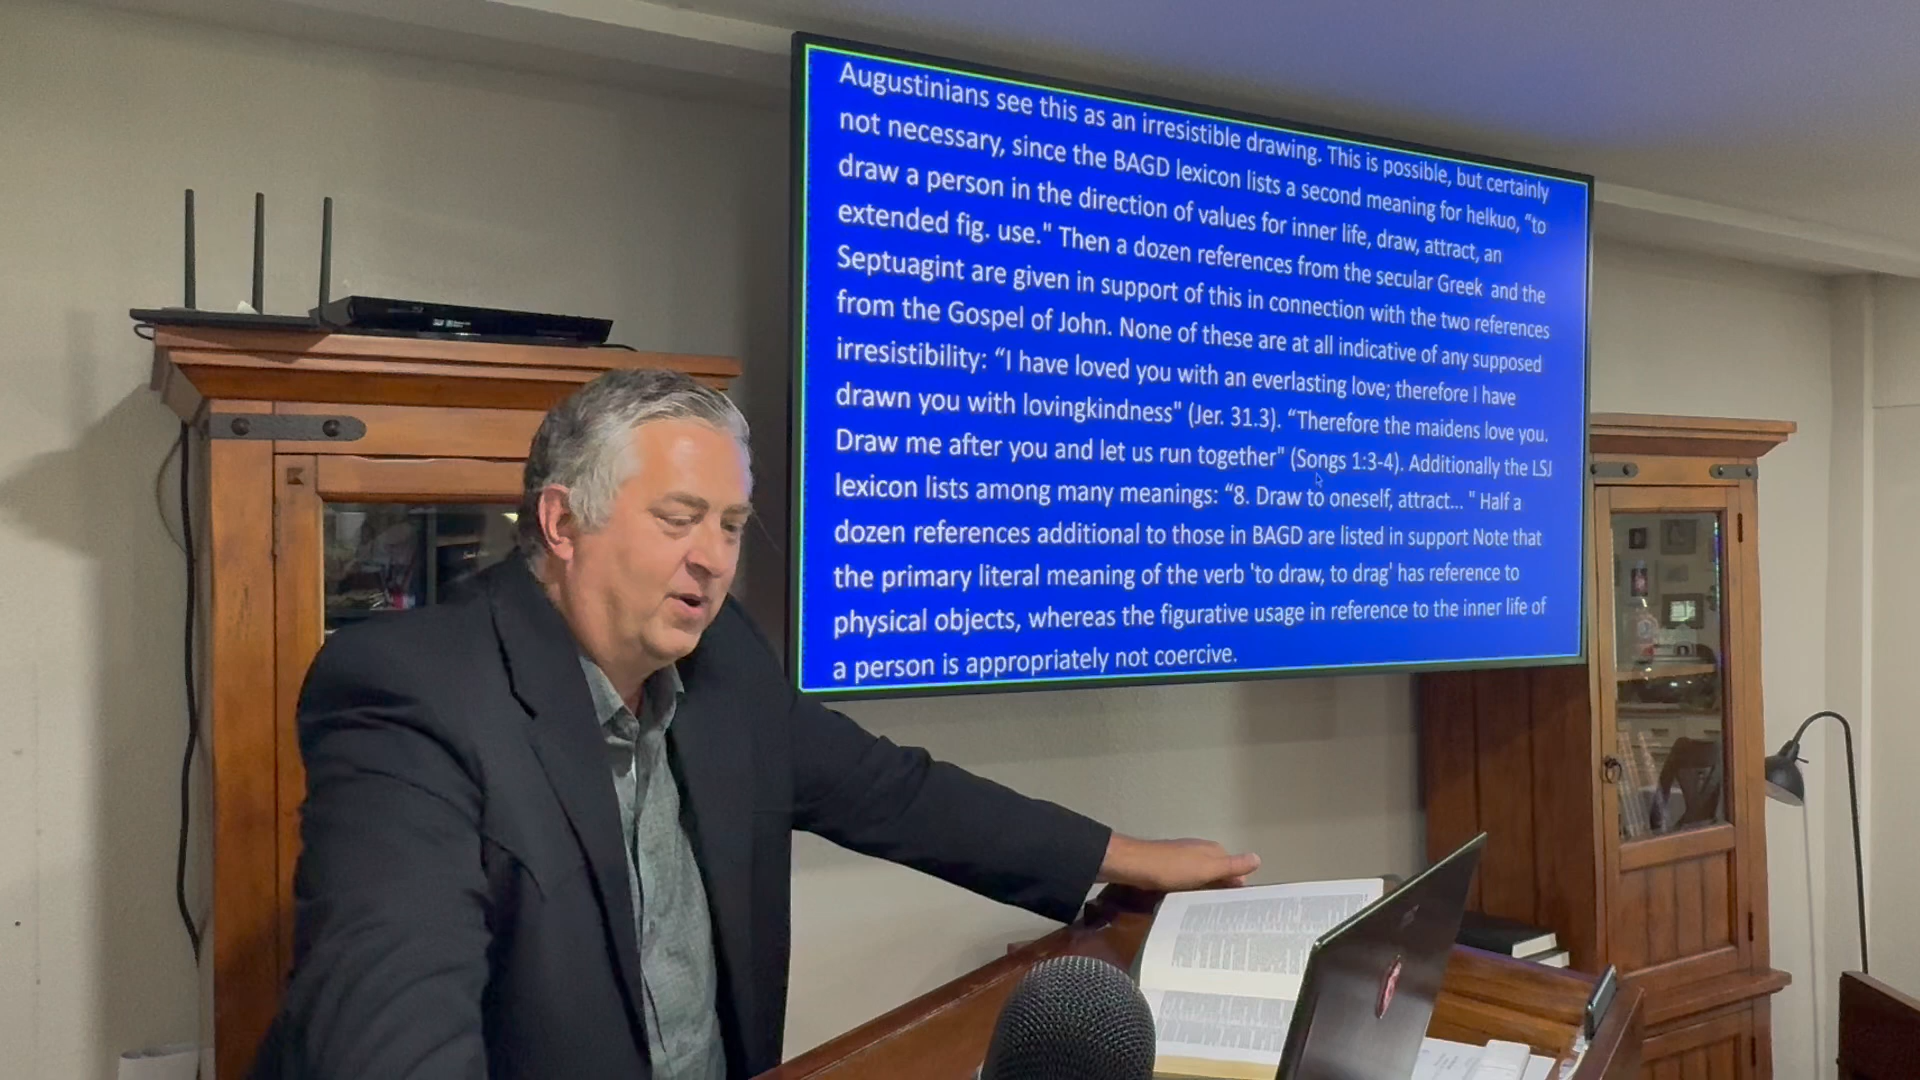 Augustinians see this as an irresistible drawing. This is possible, but certainly
not necessary, since the BAGD lexicon lists a second meaning for helkuo, "to
draw a person in the direction of values for inner life, draw, attract, an
extended fig. use." Then a dozen references from the secular Greek and the
Septuagint are given in support of this in connection with the two references
from the Gospel of John. None of these are at all indicative of any supposed
irresistibility: “I have loved you with an everlasting love; therefore I have
drawn you with lovingkindness" (Jer. 31.3). “Therefore the maidens love you.
Draw me after you and let us run together" (Songs 1:3-4). Additionally the LSJ
lexicon lists among many meanings: “8. Draw to oneself, attract..." Half a
dozen references additional to those in BAGD are listed in support Note that
the primary literal meaning of the verb 'to draw, to drag' has reference to
physical objects, whereas the figurative usage in reference to the inner life of
a person is appropriately not coercive.